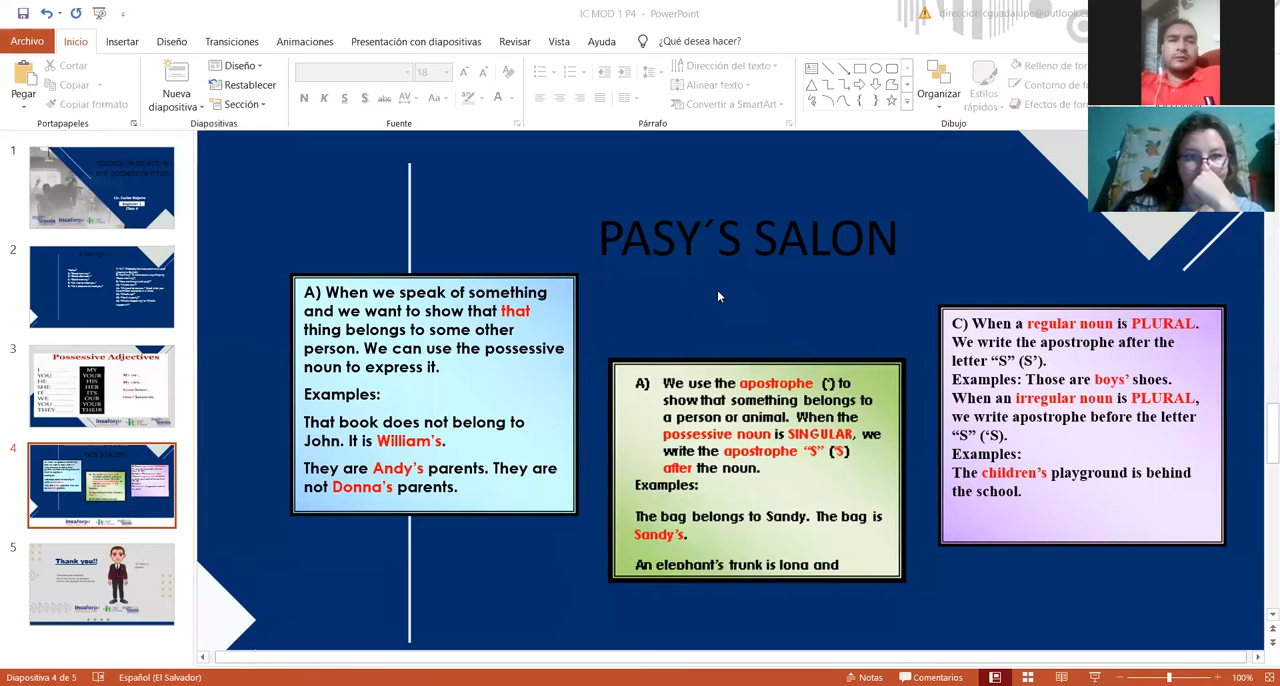 IC MOD 1 P4 - PowerPoint
Archivo
Inicio
Insertar
Diseño
Transiciones
Animaciones
Presentación con diapositivas
Revisar
Vista
Ayuda
¿Qué desea hacer?
Pegar
Cortar
Copiar
Copiar formato
Portapapeles
Nueva
diapositiva
Diseño
Restablecer
Sección
Diapositivas
18
N K S S abc AV Aa
Fuente
Dirección del texto
Alinear texto
Convertir a SmartArt
Párrafo
Organizar
Estilos
rápidos
Relleno de
Contorno de
Efectos de
Dibujo
1
2
3
Possessive Adjectives
I
YOU
HE
SHE
IT
WE
YOU
THEY
MY
YOUR
HIS
HER
ITS
OUR
YOUR
THEIR
4
5
Thank you!!
PASY´S SALON
A) When we speak of something
and we want to show that that
thing belongs to some other
person. We can use the possessive
noun to express it.
Examples:
That book does not belong to
John. It is William’s.
They are Andy’s parents. They are
not Donna’s parents.
A) We use the apostrophe (’) to
show that something belongs to
a person or animal. When the
possessive noun is SINGULAR, we
write the apostrophe “S” (’S)
after the noun.
Examples:
The bag belongs to Sandy. The bag is
Sandy’s.
An elephant’s trunk is long and
C) When a regular noun is PLURAL.
We write the apostrophe after the
letter “S” (S’).
Examples: Those are boys’ shoes.
When an irregular noun is PLURAL,
we write apostrophe before the letter
“S” (‘S).
Examples:
The children’s playground is behind
the school.
Diapositiva 4 de 5
Español (El Salvador)
Notas
Comentarios
100%